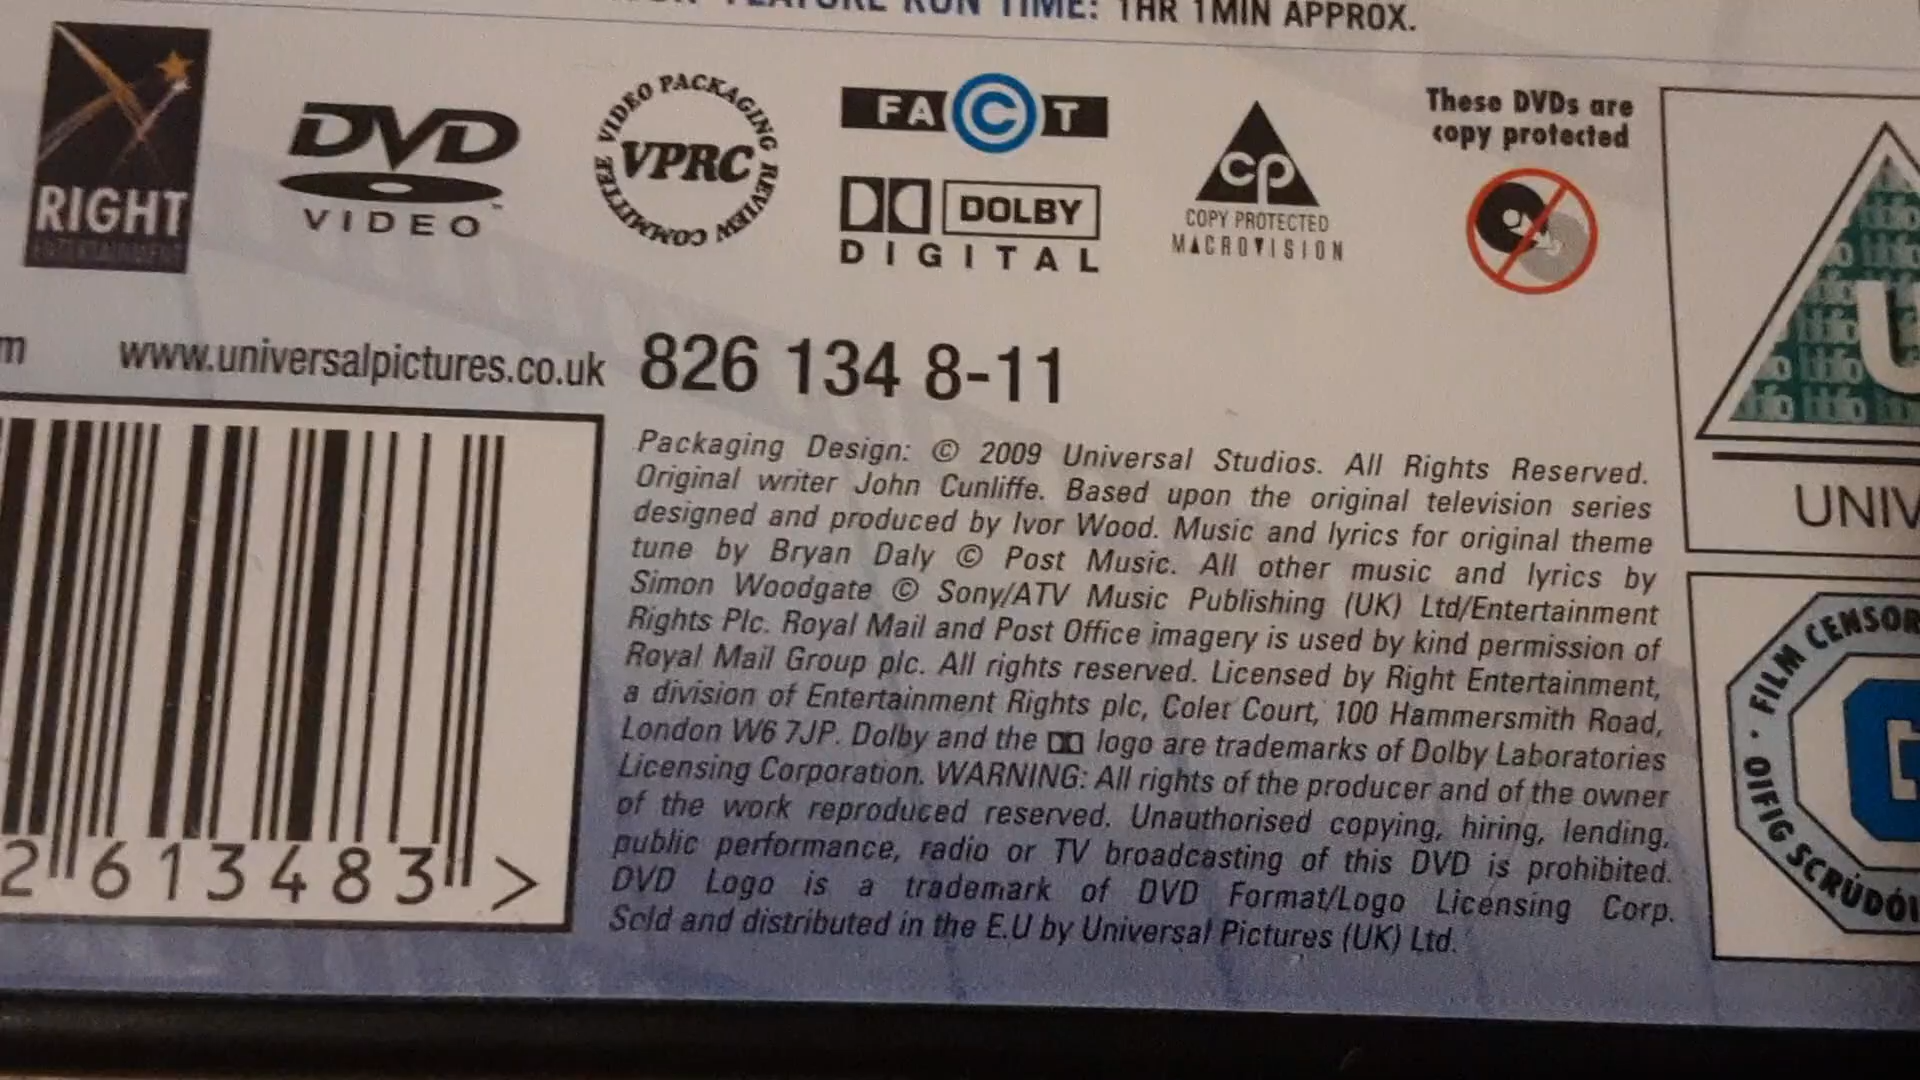 FEATURE RUN TIME: 1HR 1MIN APPROX.
RIGHT
ENTERTAINMENT
DVD
VIDEO
VIDEO PACKAGING REVIEW COMMITTEE
VPRC
FACT
DOLBY
DIGITAL
cp
COPY PROTECTED
MACROVISION
These DVDs are
copy protected
m www.universalpictures.co.uk 826 134 8-11
2 613483 >
Packaging Design: © 2009 Universal Studios. All Rights Reserved.
Original writer John Cunliffe. Based upon the original television series
designed and produced by Ivor Wood. Music and lyrics for original theme
tune by Bryan Daly © Post Music. All other music and lyrics by
Simon Woodgate © Sony/ATV Music Publishing (UK) Ltd/Entertainment
Rights Plc. Royal Mail and Post Office imagery is used by kind permission of
Royal Mail Group plc. All rights reserved. Licensed by Right Entertainment,
a division of Entertainment Rights plc, Colet Court, 100 Hammersmith Road,
London W6 7JP. Dolby and the logo are trademarks of Dolby Laboratories
Licensing Corporation. WARNING: All rights of the producer and of the owner
of the work reproduced reserved. Unauthorised copying, hiring, lending,
public performance, radio or TV broadcasting of this DVD is prohibited.
DVD Logo is a trademark of DVD Format/Logo Licensing Corp.
Sold and distributed in the E.U by Universal Pictures (UK) Ltd.
U
UNIV
FILM CENSOR
G
OIFIG SCRÚDÓ